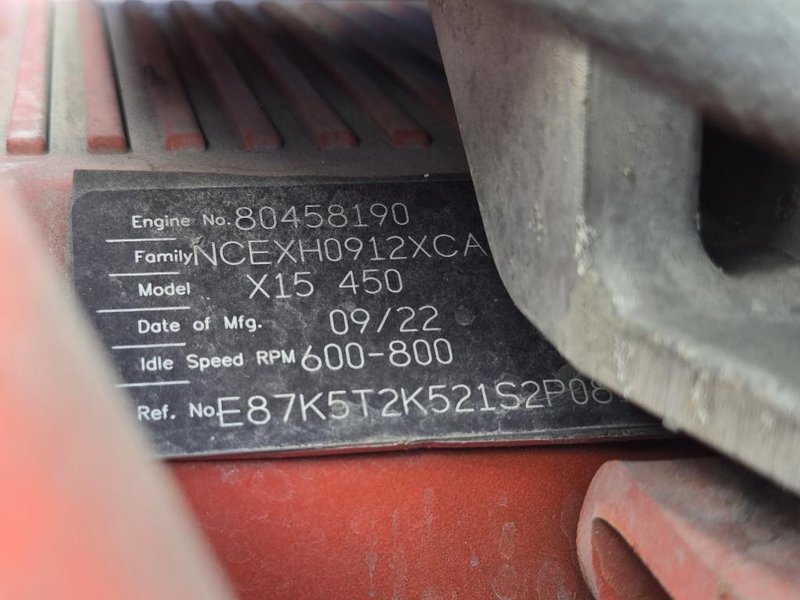 Engine No. 80458190
Family NCEXH0912XCA
Model X15 450
Date of Mfg. 09/22
Idle Speed RPM 600-800
Ref. No. E87K5T2K521S2P08